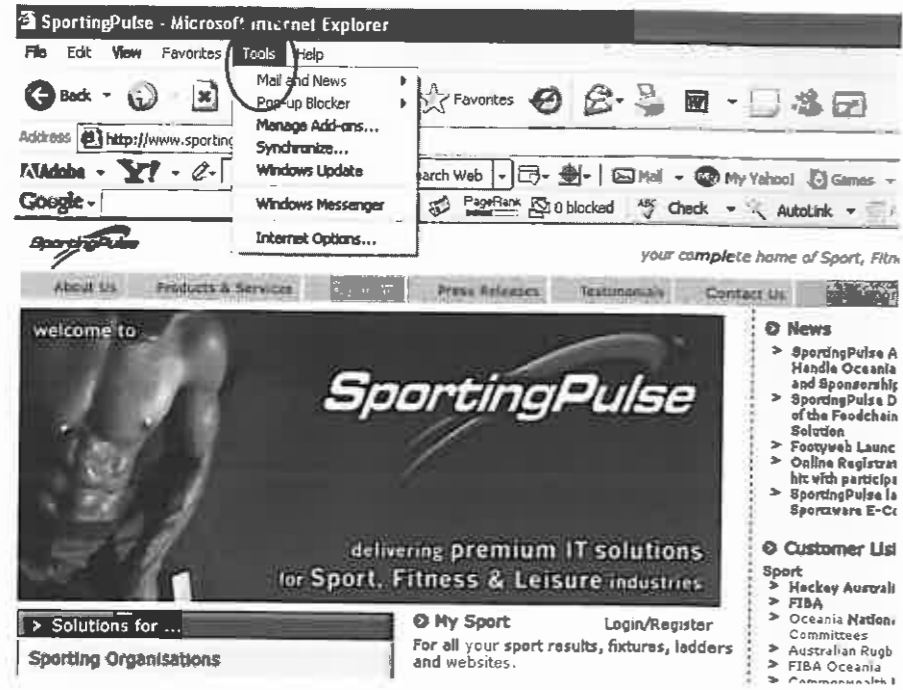 SportingPulse - Microsoft Internet Explorer
File Edit View Favorites Tools Help
Back Favorites
Mail and News
Pop-up Blocker
Manage Add-ons...
Synchronize...
Windows Update
Windows Messenger
Internet Options...
Address http://www.sporting
Adobe Y! arch Web Mail My Yahoo! Games
Google PageRank 0 blocked ABC Check AutoLink
SportingPulse
your complete home of Sport, Fitn
About Us Products & Services Press Releases Testimonials Contact Us
welcome to
SportingPulse
delivering premium IT solutions
for Sport, Fitness & Leisure industries
> Solutions for ...
Sporting Organisations
My Sport Login/Register
For all your sport results, fixtures, ladders
and websites.
News
> SportingPulse A
Handle Oceania
and Sponsorship
> SportingPulse D
of the Foodchain
Solution
> Footyweb Launc
> Online Registrat
hit with participa
> SportingPulse la
Sportzware E-Co
Customer List
Sport
> Hockey Australi
> FIBA
> Oceania Nationa
Committees
> Australian Rugb
> FIBA Oceania
> Commonwealth